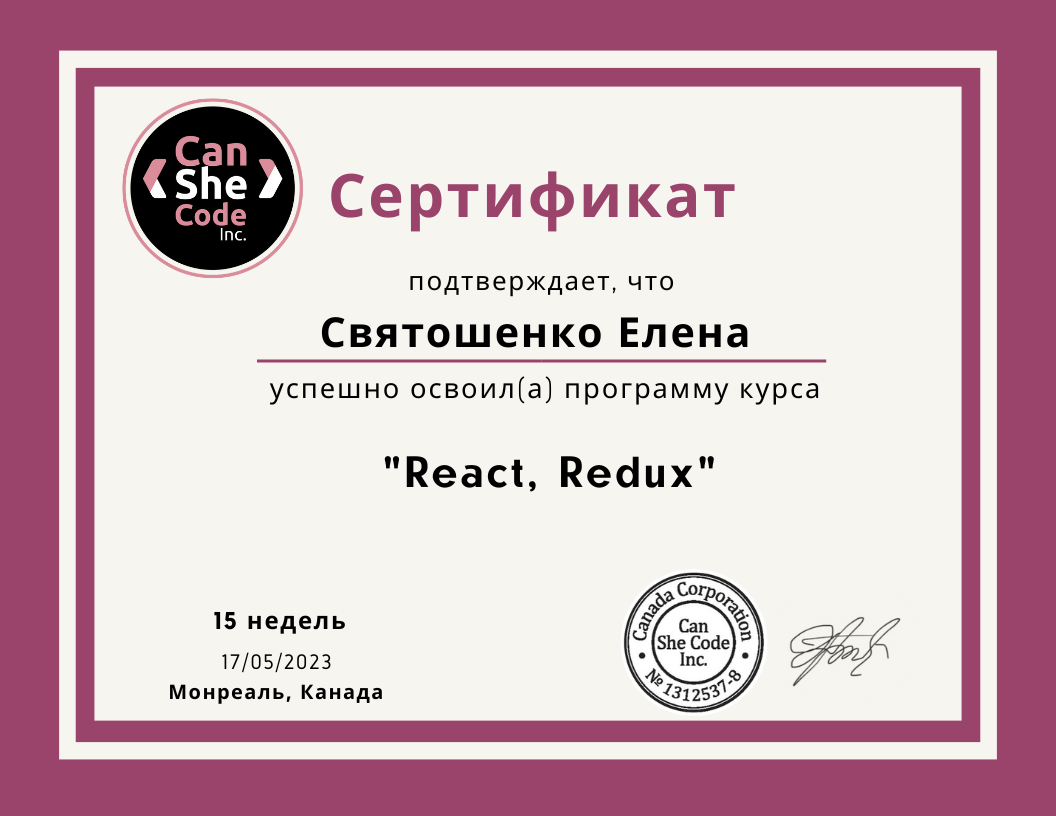 Can
She
Code
Inc.
Сертификат
подтверждает, что
Святошенко Елена
успешно освоил(а) программу курса
"React, Redux"
15 недель
17/05/2023
Монреаль, Канада
Canada Corporation
Can
She Code
Inc.
№ 1312537-8